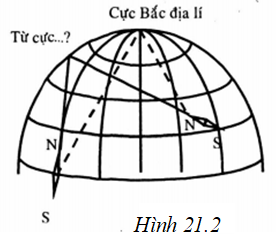 Cực Bắc địa lí
Từ cực...?
N
N
S
S
Hình 21.2